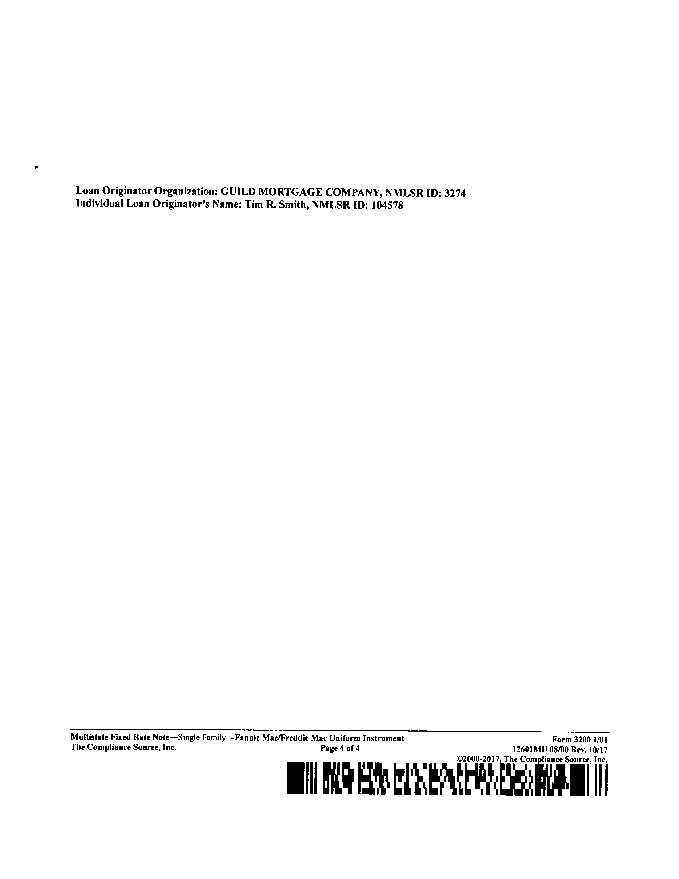 Loan Originator Organization: GUILD MORTGAGE COMPANY, NMLSR ID: 3274
Individual Loan Originator's Name: Tim R. Smith, NMLSR ID: 104578
Multistate Fixed Rate Note—Single Family –Fannie Mae/Freddie Mac Uniform Instrument
Form 3200 1/01
The Compliance Source, Inc.
Page 4 of 4
08/00 Rev. 10/17
©2000-2017, The Compliance Source, Inc.